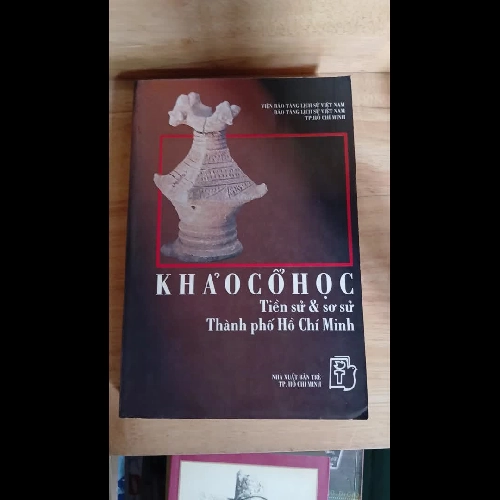 VIỆN BẢO TÀNG LỊCH SỬ VIỆT NAM
BẢO TÀNG LỊCH SỬ VIỆT NAM
TP.HỒ CHÍ MINH
KHẢO CỔ HỌC
Tiền sử & sơ sử
Thành phố Hồ Chí Minh
NHÀ XUẤT BẢN TRẺ
TP. HỒ CHÍ MINH